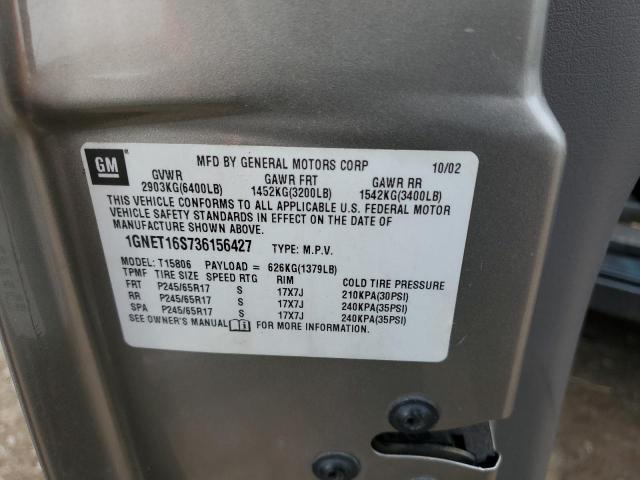 GM
MFD BY GENERAL MOTORS CORP 10/02
GVWR GAWR FRT GAWR RR
2903KG(6400LB) 1452KG(3200LB) 1542KG(3400LB)
THIS VEHICLE CONFORMS TO ALL APPLICABLE U.S. FEDERAL MOTOR
VEHICLE SAFETY STANDARDS IN EFFECT ON THE DATE OF
MANUFACTURE SHOWN ABOVE.
1GNET16S736156427 TYPE: M.P.V.
MODEL: T15806 PAYLOAD = 626KG(1379LB)
TPMF TIRE SIZE SPEED RTG RIM COLD TIRE PRESSURE
FRT P245/65R17 S 17X7J 210KPA(30PSI)
RR P245/65R17 S 17X7J 240KPA(35PSI)
SPA P245/65R17 S 17X7J 240KPA(35PSI)
SEE OWNER'S MANUAL FOR MORE INFORMATION.